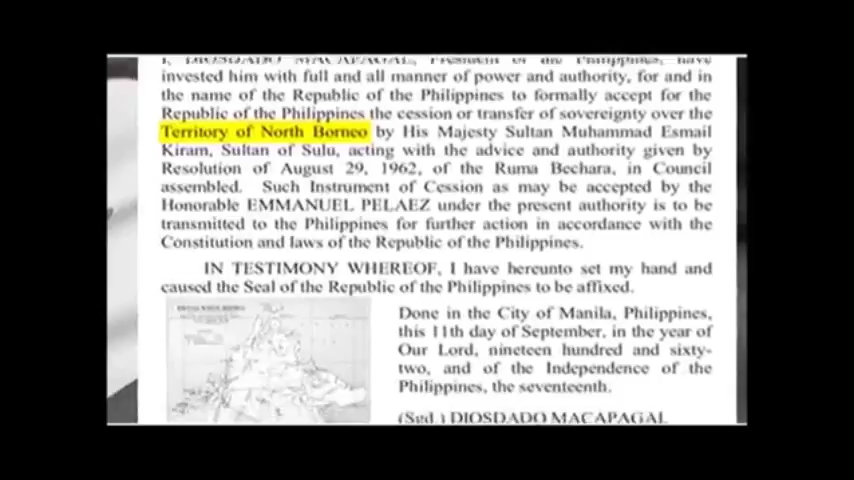 I, DIOSDADO MACAPAGAL, President of the Philippines, have
invested him with full and all manner of power and authority, for and in
the name of the Republic of the Philippines to formally accept for the
Republic of the Philippines the cession or transfer of sovereignty over the
Territory of North Borneo by His Majesty Sultan Muhammad Esmail
Kiram, Sultan of Sulu, acting with the advice and authority given by
Resolution of August 29, 1962, of the Ruma Bechara, in Council
assembled. Such Instrument of Cession as may be accepted by the
Honorable EMMANUEL PELAEZ under the present authority is to be
transmitted to the Philippines for further action in accordance with the
Constitution and laws of the Republic of the Philippines.
IN TESTIMONY WHEREOF, I have hereunto set my hand and
caused the Seal of the Republic of the Philippines to be affixed.
Done in the City of Manila, Philippines,
this 11th day of September, in the year of
Our Lord, nineteen hundred and sixty-
two, and of the Independence of the
Philippines, the seventeenth.
(Sgd.) DIOSDADO MACAPAGAL